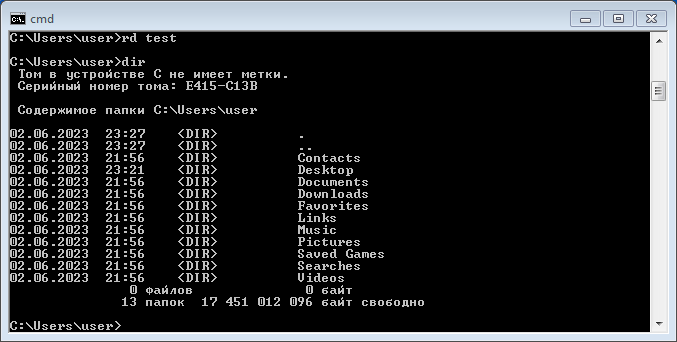 cmd
C:\Users\user>rd test
C:\Users\user>dir
Том в устройстве C не имеет метки.
Серийный номер тома: E415-C13B
Содержимое папки C:\Users\user
02.06.2023  23:27    <DIR>          .
02.06.2023  23:27    <DIR>          ..
02.06.2023  21:56    <DIR>          Contacts
02.06.2023  23:21    <DIR>          Desktop
02.06.2023  21:56    <DIR>          Documents
02.06.2023  21:56    <DIR>          Downloads
02.06.2023  21:56    <DIR>          Favorites
02.06.2023  21:56    <DIR>          Links
02.06.2023  21:56    <DIR>          Music
02.06.2023  21:56    <DIR>          Pictures
02.06.2023  21:56    <DIR>          Saved Games
02.06.2023  21:56    <DIR>          Searches
02.06.2023  21:56    <DIR>          Videos
0 файлов              0 байт
13 папок  17 451 012 096 байт свободно
C:\Users\user>